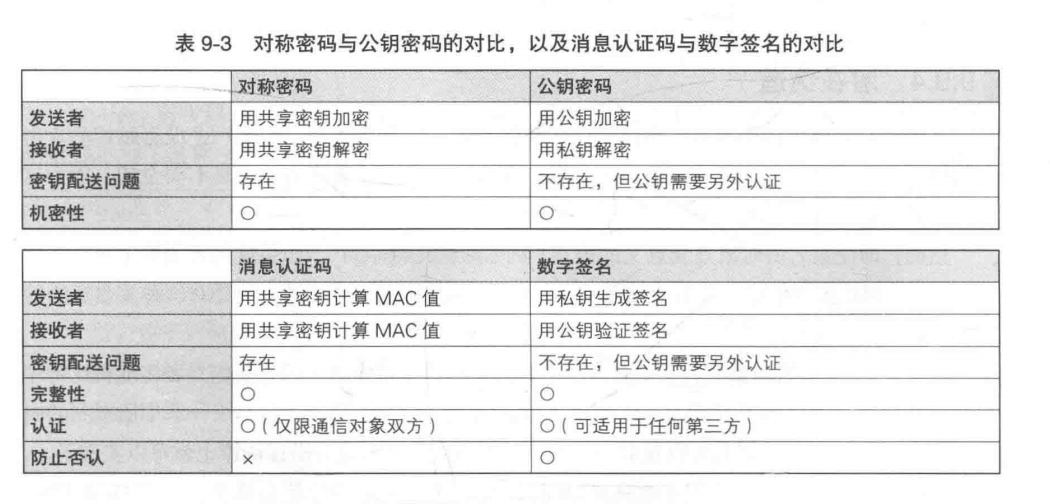 表 9-3 对称密码与公钥密码的对比，以及消息认证码与数字签名的对比
对称密码 公钥密码
发送者 用共享密钥加密 用公钥加密
接收者 用共享密钥解密 用私钥解密
密钥配送问题 存在 不存在，但公钥需要另外认证
机密性 ○ ○
消息认证码 数字签名
发送者 用共享密钥计算 MAC 值 用私钥生成签名
接收者 用共享密钥计算 MAC 值 用公钥验证签名
密钥配送问题 存在 不存在，但公钥需要另外认证
完整性 ○ ○
认证 ○（仅限通信对象双方） ○（可适用于任何第三方）
防止否认 × ○